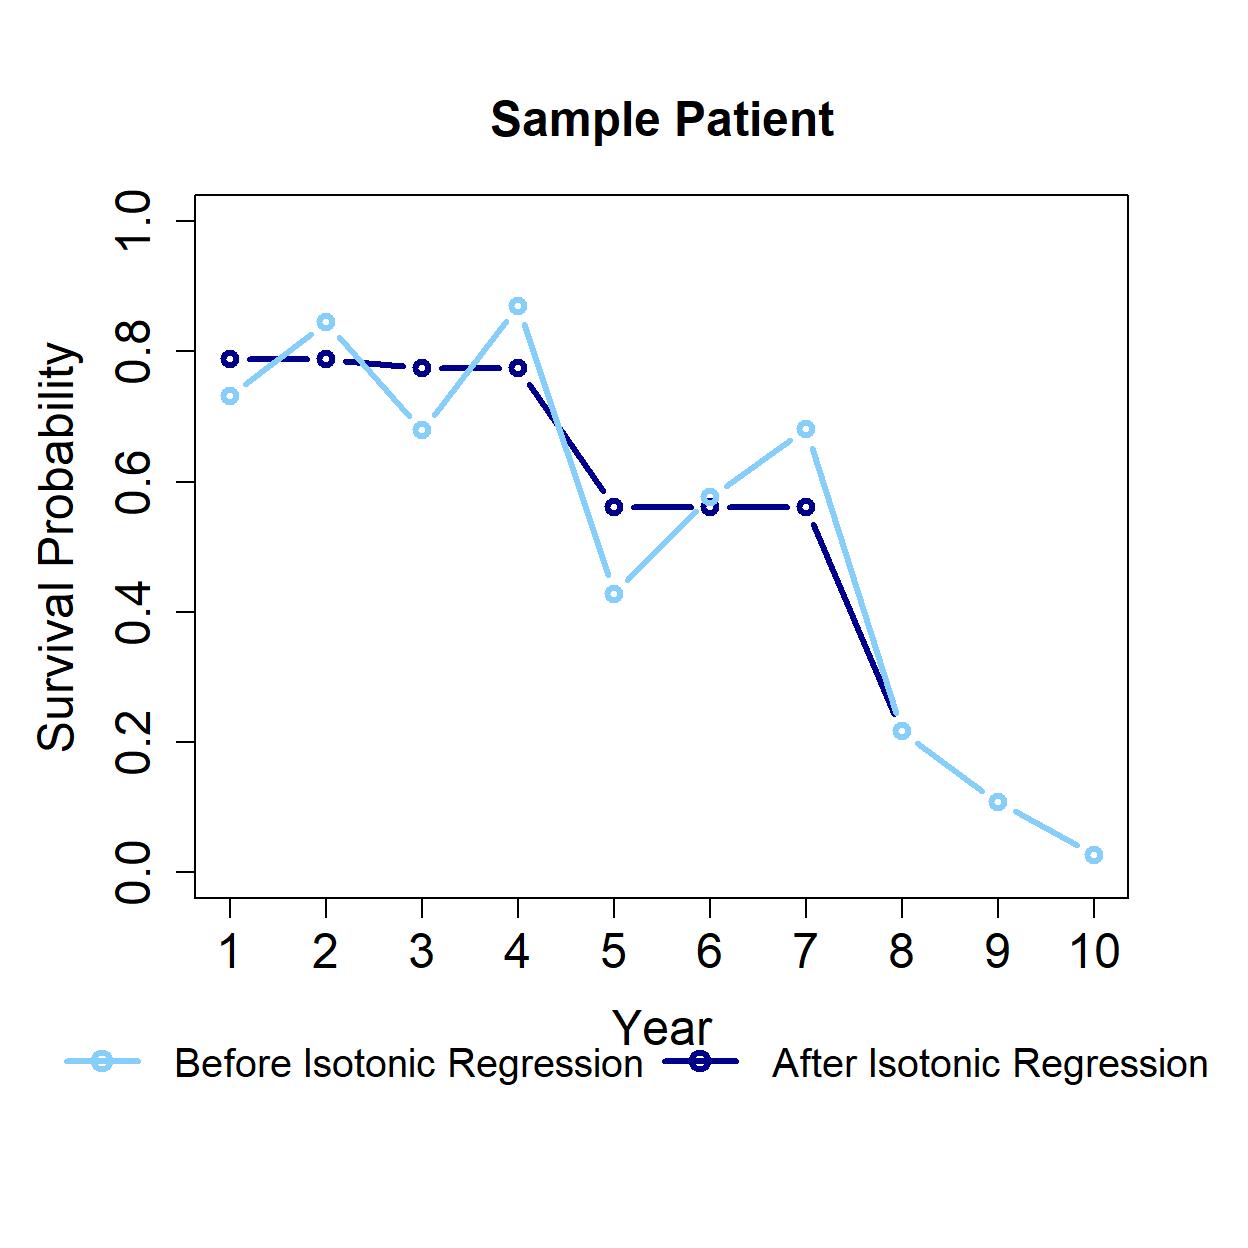 Sample Patient
Survival Probability
1.0
0.8
0.6
0.4
0.2
0.0
1 2 3 4 5 6 7 8 9 10
Year
Before Isotonic Regression After Isotonic Regression